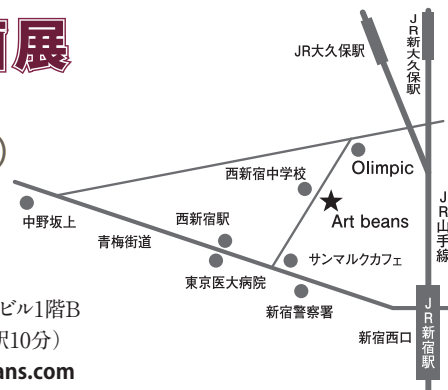 展
JR大久保駅
JR新大久保駅
Olimpic
西新宿中学校
Art beans
中野坂上
西新宿駅
青梅街道
サンマルクカフェ
東京医大病院
新宿警察署
JR山手線
新宿西口
JR新宿駅
ビル1階B
駅10分）
ans.com